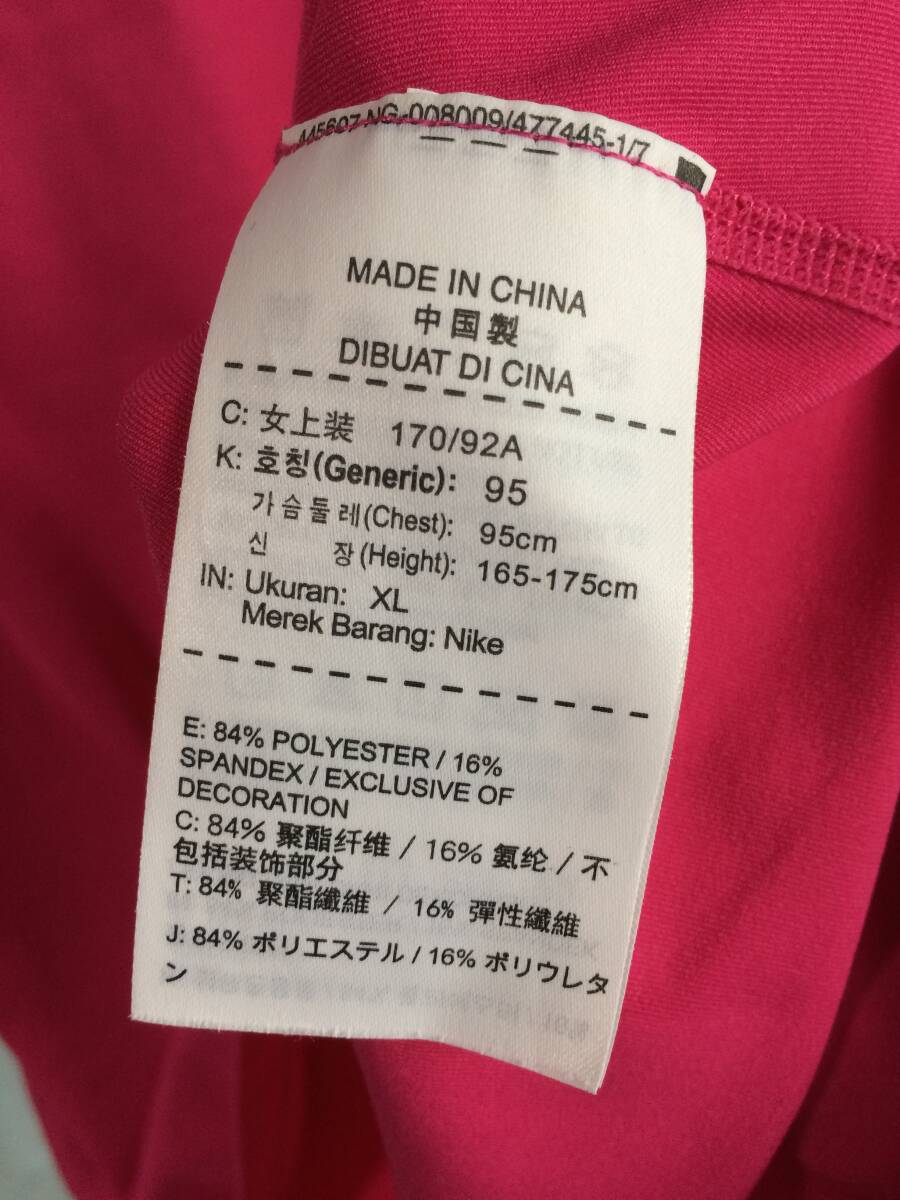 445607-NG-008009/477445-1/7
MADE IN CHINA
中国製
DIBUAT DI CINA
C: 女上装 170/92A
K: 호칭(Generic): 95
가슴둘레(Chest): 95cm
신 장(Height): 165-175cm
IN: Ukuran: XL
Merek Barang: Nike
E: 84% POLYESTER / 16%
SPANDEX / EXCLUSIVE OF
DECORATION
C: 84% 聚酯纤维 / 16% 氨纶 / 不
包括装饰部分
T: 84% 聚酯纖維 / 16% 彈性纖維
J: 84% ポリエステル / 16% ポリウレタ
ン